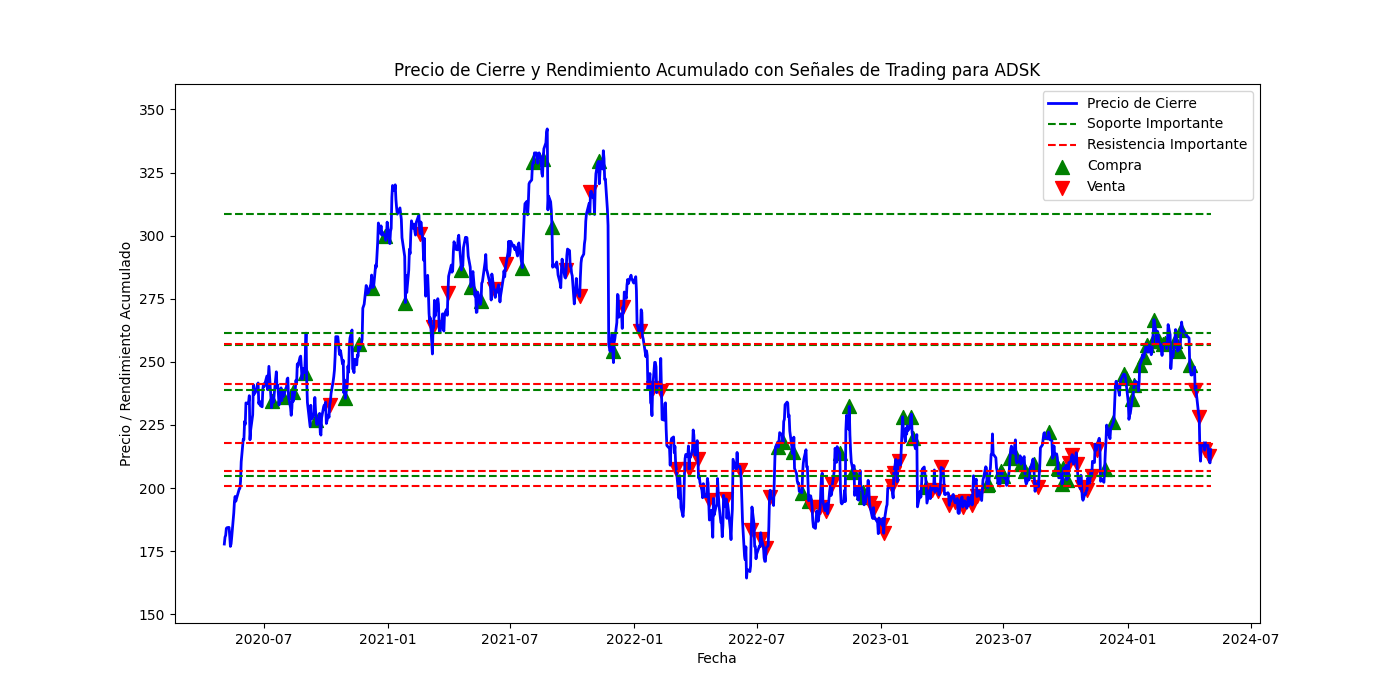 Precio de Cierre y Rendimiento Acumulado con Señales de Trading para ADSK
Precio de Cierre
Soporte Importante
Resistencia Importante
Compra
Venta
Precio / Rendimiento Acumulado
350
325
300
275
250
225
200
175
150
2020-07
2021-01
2021-07
2022-01
2022-07
2023-01
2023-07
2024-01
2024-07
Fecha